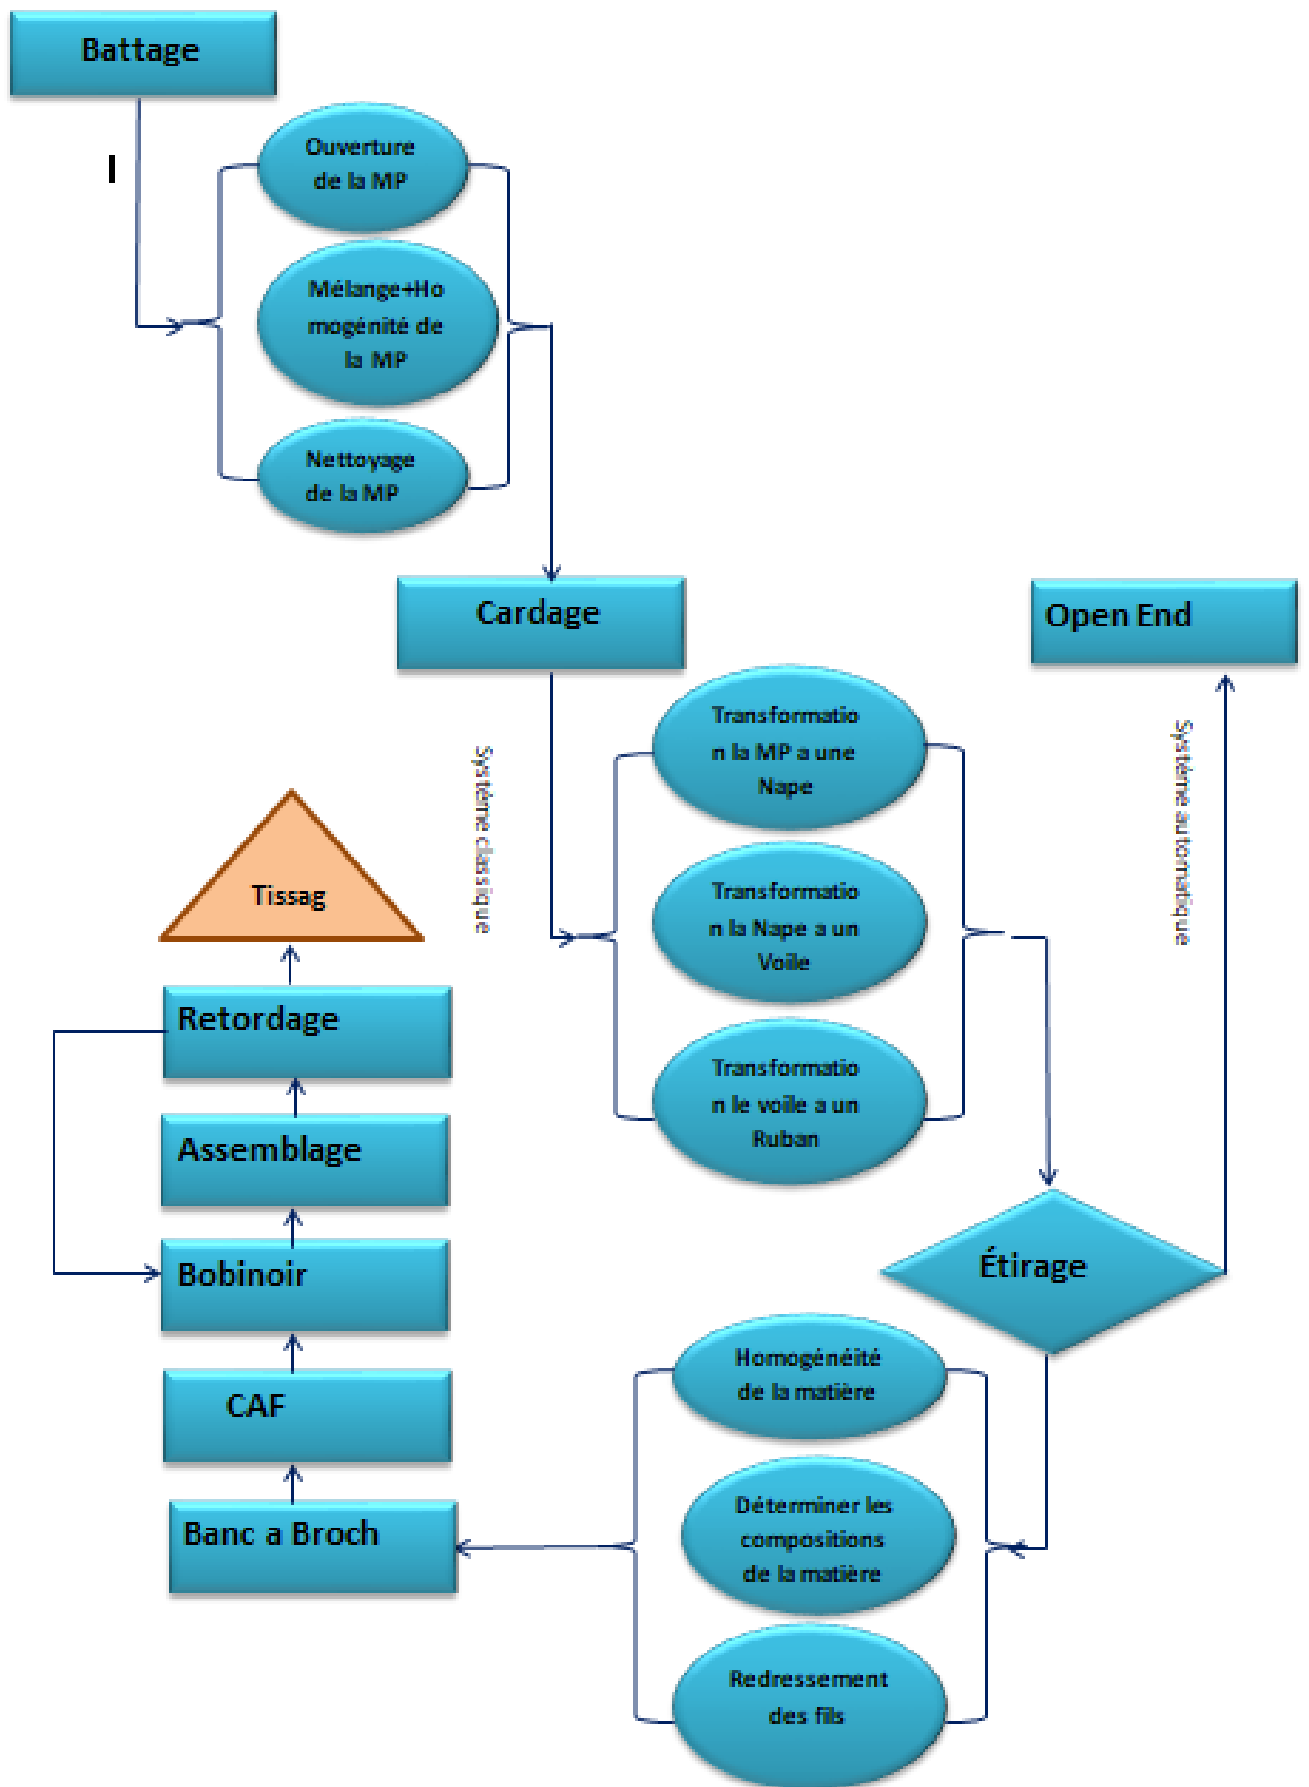 Battage
I
Ouverture
de la MP
Mélange+Ho
mogénité de
la MP
Nettoyage
de la MP
Cardage
Open End
Transformatio
n la MP a une
Nape
Système classique
Système automatique
Transformatio
n la Nape a un
Voile
Tissag
Retordage
Transformatio
n le voile a un
Ruban
Assemblage
Bobinoir
Étirage
Homogénéité
de la matière
CAF
Déterminer les
compositions
de la matière
Banc a Broch
Redressement
des fils